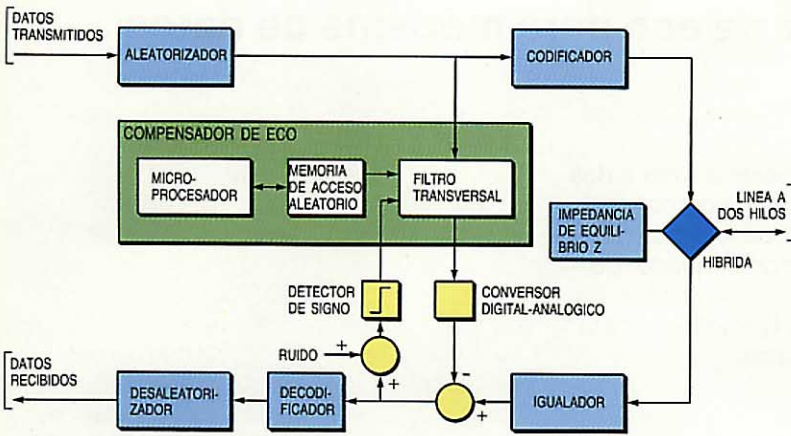 DATOS
TRANSMITIDOS
ALEATORIZADOR
CODIFICADOR
COMPENSADOR DE ECO
MICRO-
PROCESADOR
MEMORIA
DE ACCESO
ALEATORIO
FILTRO
TRANSVERSAL
IMPEDANCIA
DE EQUILI-
BRIO Z
LINEA A
DOS HILOS
HIBRIDA
DETECTOR
DE SIGNO
CONVERSOR
DIGITAL-ANALOGICO
RUIDO
+
+
-
+
DATOS
RECIBIDOS
DESALEATORI-
ZADOR
DECODI-
FICADOR
IGUALADOR